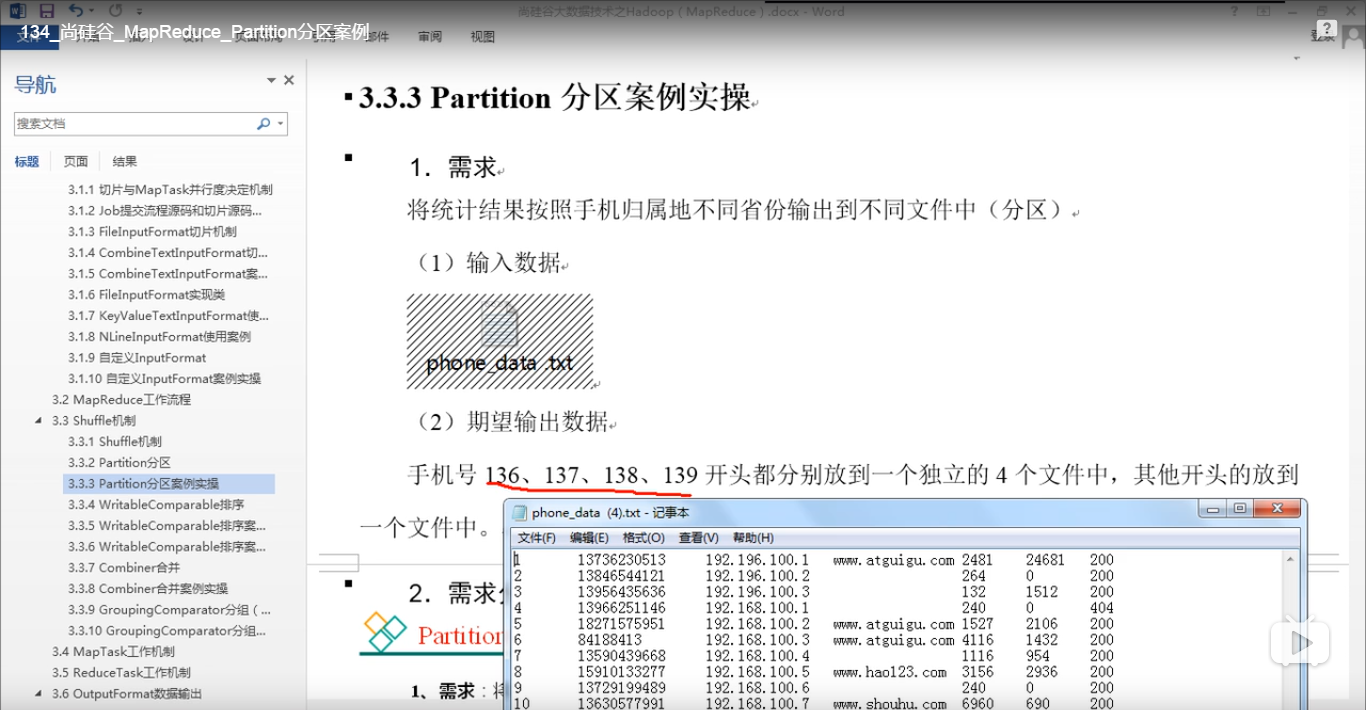 尚硅谷大数据技术之Hadoop（MapReduce）.docx - Word
134_尚硅谷_MapReduce_Partition分区案例
文件
审阅
视图
登录
导航
搜索文档
标题
页面
结果
3.1.1 切片与MapTask并行度决定机制
3.1.2 Job提交流程源码和切片源码...
3.1.3 FileInputFormat切片机制
3.1.4 CombineTextInputFormat切...
3.1.5 CombineTextInputFormat案...
3.1.6 FileInputFormat实现类
3.1.7 KeyValueTextInputFormat使...
3.1.8 NLineInputFormat使用案例
3.1.9 自定义InputFormat
3.1.10 自定义InputFormat案例实操
3.2 MapReduce工作流程
3.3 Shuffle机制
3.3.1 Shuffle机制
3.3.2 Partition分区
3.3.3 Partition分区案例实操
3.3.4 WritableComparable排序
3.3.5 WritableComparable排序案...
3.3.6 WritableComparable排序案...
3.3.7 Combiner合并
3.3.8 Combiner合并案例实操
3.3.9 GroupingComparator分组（...
3.3.10 GroupingComparator分组...
3.4 MapTask工作机制
3.5 ReduceTask工作机制
3.6 OutputFormat数据输出
3.3.3 Partition 分区案例实操
1．需求
将统计结果按照手机归属地不同省份输出到不同文件中（分区）
（1）输入数据
phone_data .txt
（2）期望输出数据
手机号 136、137、138、139 开头都分别放到一个独立的 4 个文件中，其他开头的放到
一个文件中。
2．需求
Partition
1、需求：将
phone_data (4).txt - 记事本
文件(F) 编辑(E) 格式(O) 查看(V) 帮助(H)
1 13736230513 192.196.100.1 www.atguigu.com 2481 24681 200
2 13846544121 192.196.100.2 264 0 200
3 13956435636 192.196.100.3 132 1512 200
4 13966251146 192.168.100.1 240 0 404
5 18271575951 192.168.100.2 www.atguigu.com 1527 2106 200
6 84188413 192.168.100.3 www.atguigu.com 4116 1432 200
7 13590439668 192.168.100.4 1116 954 200
8 15910133277 192.168.100.5 www.hao123.com 3156 2936 200
9 13729199489 192.168.100.6 240 0 200
10 13630577991 192.168.100.7 www.shouhu.com 6960 690 200